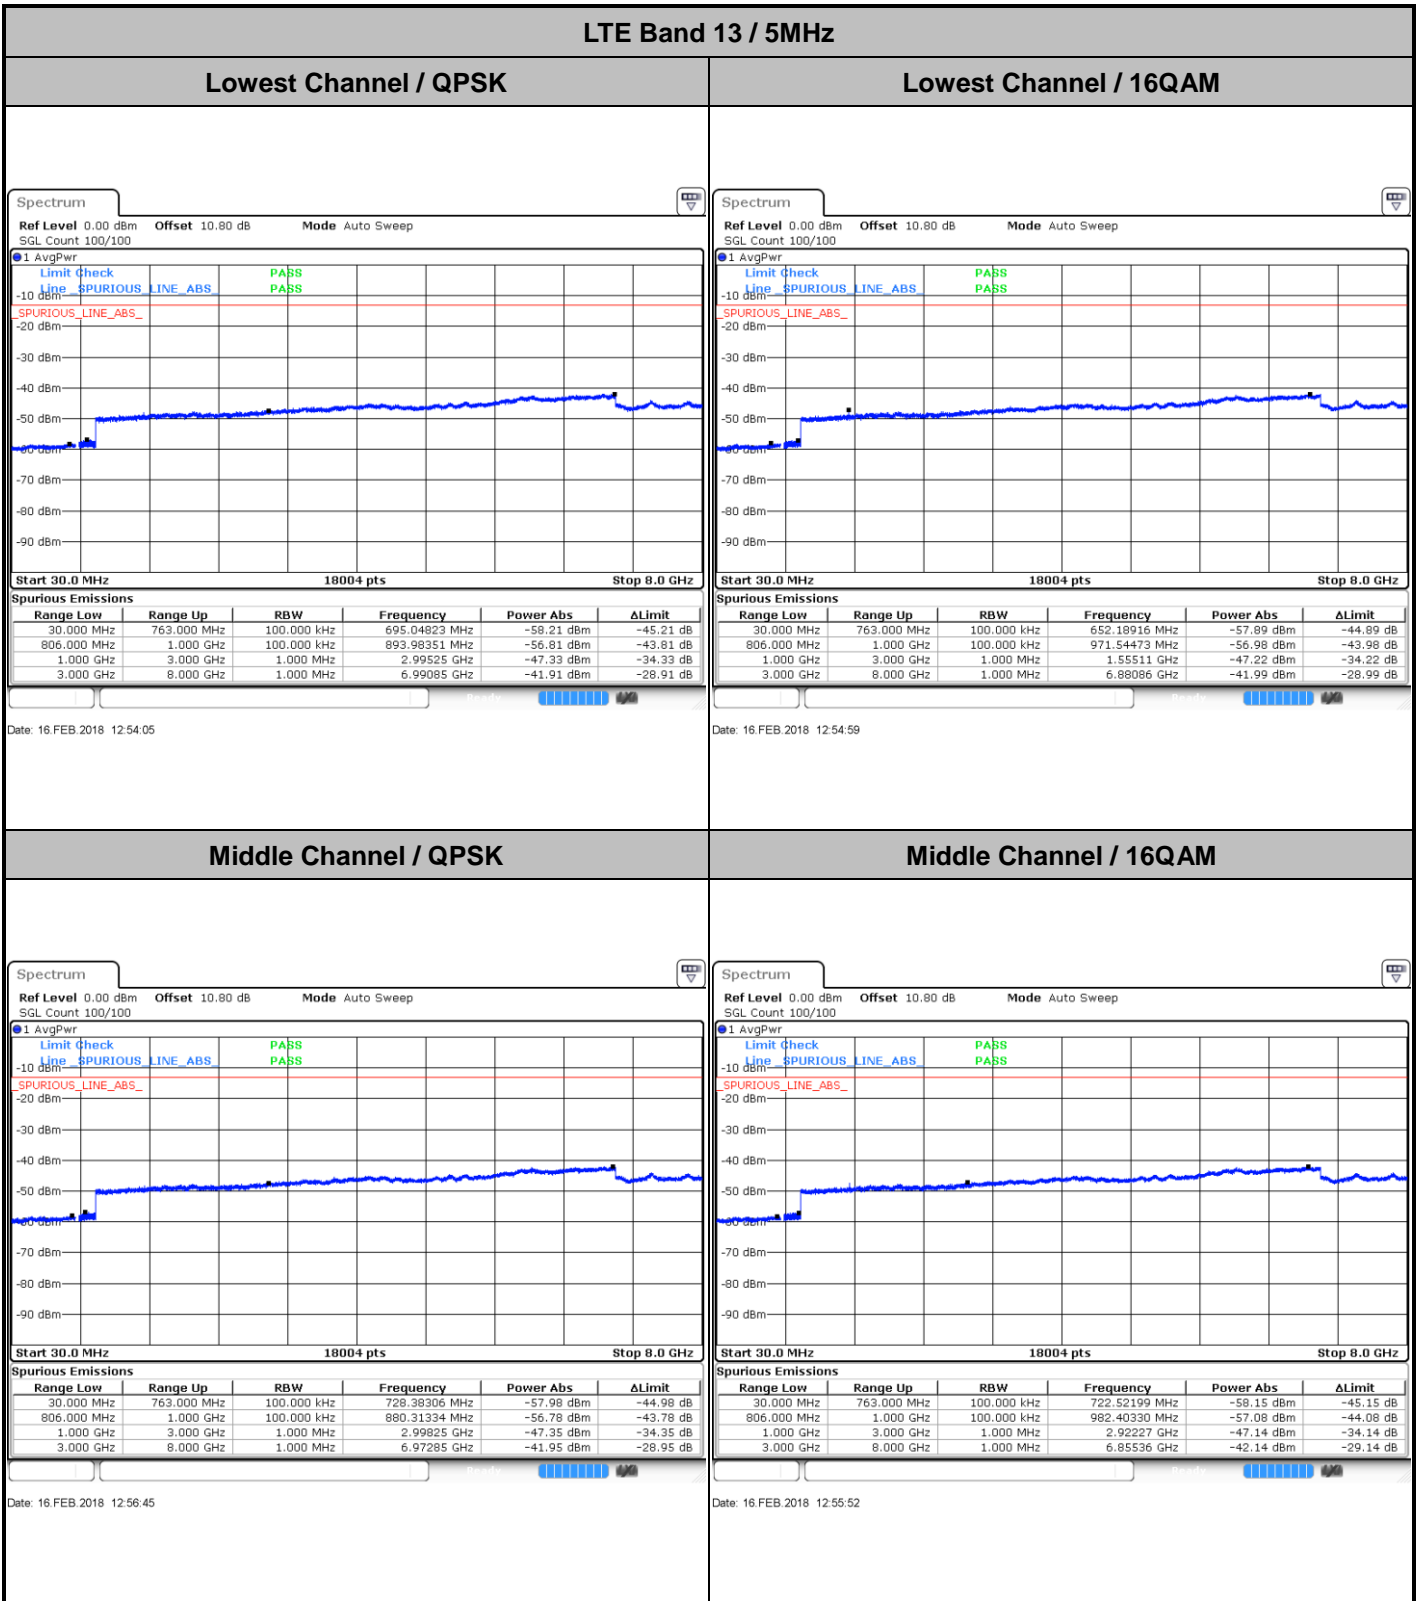 LTE Band 13 / 5MHz
Lowest Channel / QPSK
Lowest Channel / 16QAM
Spectrum
Ref Level 0.00 dBm Offset 10.80 dB Mode Auto Sweep
SGL Count 100/100
1 AvgPwr
Limit Check PASS
Line _SPURIOUS_LINE_ABS_ PASS
-10 dBm
_SPURIOUS_LINE_ABS_
-20 dBm
-30 dBm
-40 dBm
-50 dBm
-60 dBm
-70 dBm
-80 dBm
-90 dBm
Start 30.0 MHz 18004 pts Stop 8.0 GHz
Spurious Emissions
Range Low Range Up RBW Frequency Power Abs ΔLimit
30.000 MHz 763.000 MHz 100.000 kHz 695.04823 MHz -58.21 dBm -45.21 dB
806.000 MHz 1.000 GHz 100.000 kHz 893.98351 MHz -56.81 dBm -43.81 dB
1.000 GHz 3.000 GHz 1.000 MHz 2.99525 GHz -47.33 dBm -34.33 dB
3.000 GHz 8.000 GHz 1.000 MHz 6.99085 GHz -41.91 dBm -28.91 dB
Ready
Date: 16.FEB.2018 12:54:05
Spectrum
Ref Level 0.00 dBm Offset 10.80 dB Mode Auto Sweep
SGL Count 100/100
1 AvgPwr
Limit Check PASS
Line _SPURIOUS_LINE_ABS_ PASS
-10 dBm
_SPURIOUS_LINE_ABS_
-20 dBm
-30 dBm
-40 dBm
-50 dBm
-60 dBm
-70 dBm
-80 dBm
-90 dBm
Start 30.0 MHz 18004 pts Stop 8.0 GHz
Spurious Emissions
Range Low Range Up RBW Frequency Power Abs ΔLimit
30.000 MHz 763.000 MHz 100.000 kHz 652.18916 MHz -57.89 dBm -44.89 dB
806.000 MHz 1.000 GHz 100.000 kHz 971.54473 MHz -56.98 dBm -43.98 dB
1.000 GHz 3.000 GHz 1.000 MHz 1.55511 GHz -47.22 dBm -34.22 dB
3.000 GHz 8.000 GHz 1.000 MHz 6.88086 GHz -41.99 dBm -28.99 dB
Ready
Date: 16.FEB.2018 12:54:59
Middle Channel / QPSK
Middle Channel / 16QAM
Spectrum
Ref Level 0.00 dBm Offset 10.80 dB Mode Auto Sweep
SGL Count 100/100
1 AvgPwr
Limit Check PASS
Line _SPURIOUS_LINE_ABS_ PASS
-10 dBm
_SPURIOUS_LINE_ABS_
-20 dBm
-30 dBm
-40 dBm
-50 dBm
-60 dBm
-70 dBm
-80 dBm
-90 dBm
Start 30.0 MHz 18004 pts Stop 8.0 GHz
Spurious Emissions
Range Low Range Up RBW Frequency Power Abs ΔLimit
30.000 MHz 763.000 MHz 100.000 kHz 728.38306 MHz -57.98 dBm -44.98 dB
806.000 MHz 1.000 GHz 100.000 kHz 880.31334 MHz -56.78 dBm -43.78 dB
1.000 GHz 3.000 GHz 1.000 MHz 2.99825 GHz -47.35 dBm -34.35 dB
3.000 GHz 8.000 GHz 1.000 MHz 6.97285 GHz -41.95 dBm -28.95 dB
Ready
Date: 16.FEB.2018 12:56:45
Spectrum
Ref Level 0.00 dBm Offset 10.80 dB Mode Auto Sweep
SGL Count 100/100
1 AvgPwr
Limit Check PASS
Line _SPURIOUS_LINE_ABS_ PASS
-10 dBm
_SPURIOUS_LINE_ABS_
-20 dBm
-30 dBm
-40 dBm
-50 dBm
-60 dBm
-70 dBm
-80 dBm
-90 dBm
Start 30.0 MHz 18004 pts Stop 8.0 GHz
Spurious Emissions
Range Low Range Up RBW Frequency Power Abs ΔLimit
30.000 MHz 763.000 MHz 100.000 kHz 722.52199 MHz -58.15 dBm -45.15 dB
806.000 MHz 1.000 GHz 100.000 kHz 982.40330 MHz -57.08 dBm -44.08 dB
1.000 GHz 3.000 GHz 1.000 MHz 2.92227 GHz -47.14 dBm -34.14 dB
3.000 GHz 8.000 GHz 1.000 MHz 6.85536 GHz -42.14 dBm -29.14 dB
Ready
Date: 16.FEB.2018 12:55:52